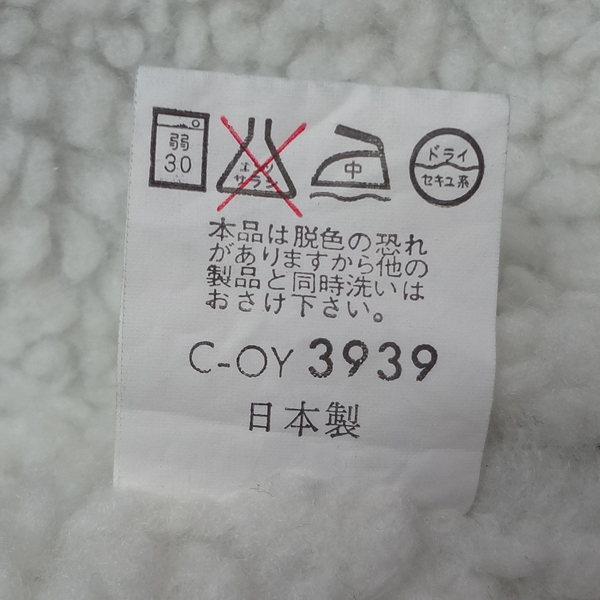 弱
30
エンソ
サラシ
中
ドライ
セキユ系
本品は脱色の恐れ
がありますから他の
製品と同時洗いは
おさけ下さい。
C-OY 3939
日本製